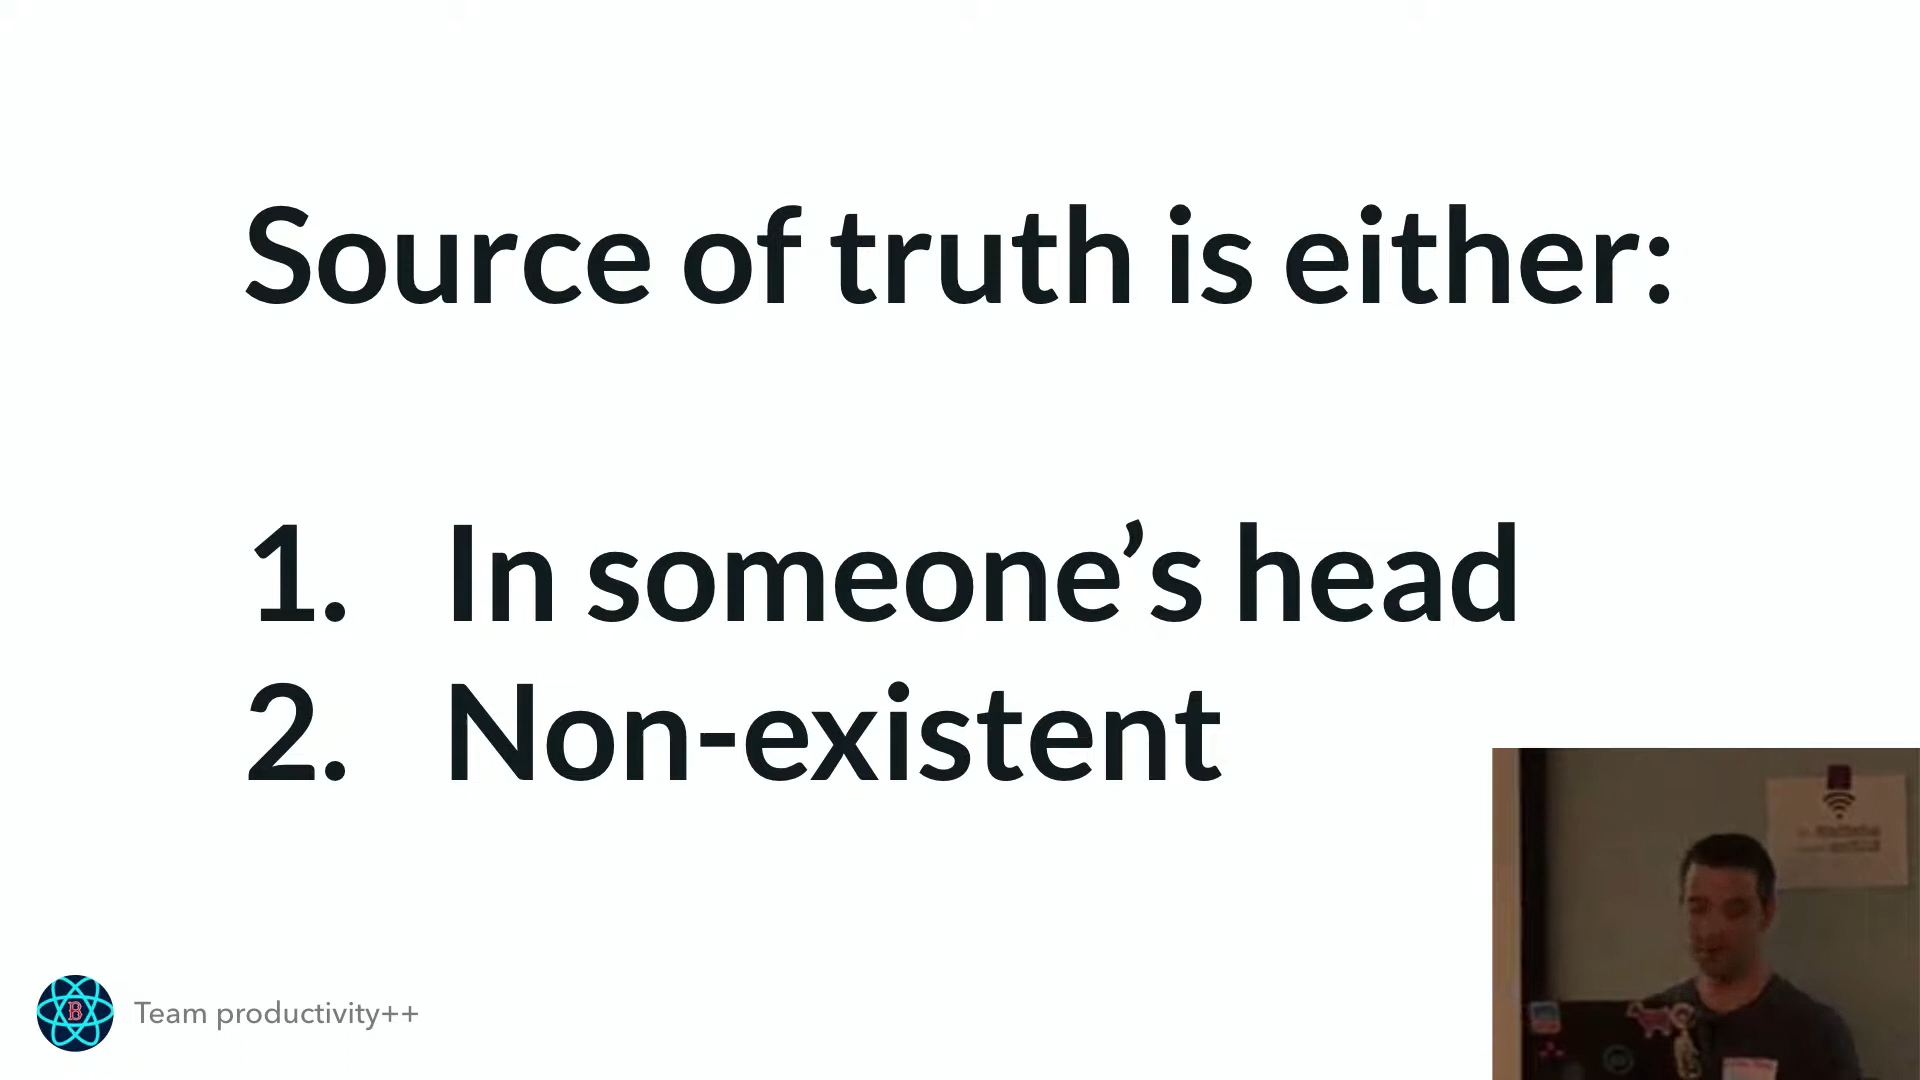 Source of truth is either:
1. In someone’s head
2. Non-existent
B
Team productivity++